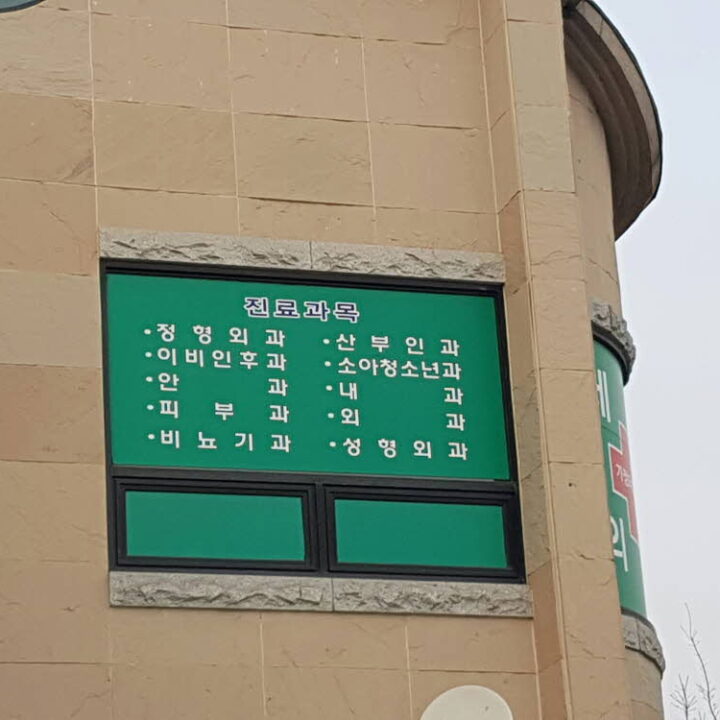 진료과목
•정형외과
•이비인후과
•안과
•피부과
•비뇨기과
•산부인과
•소아청소년과
•내과
•외과
•성형외과